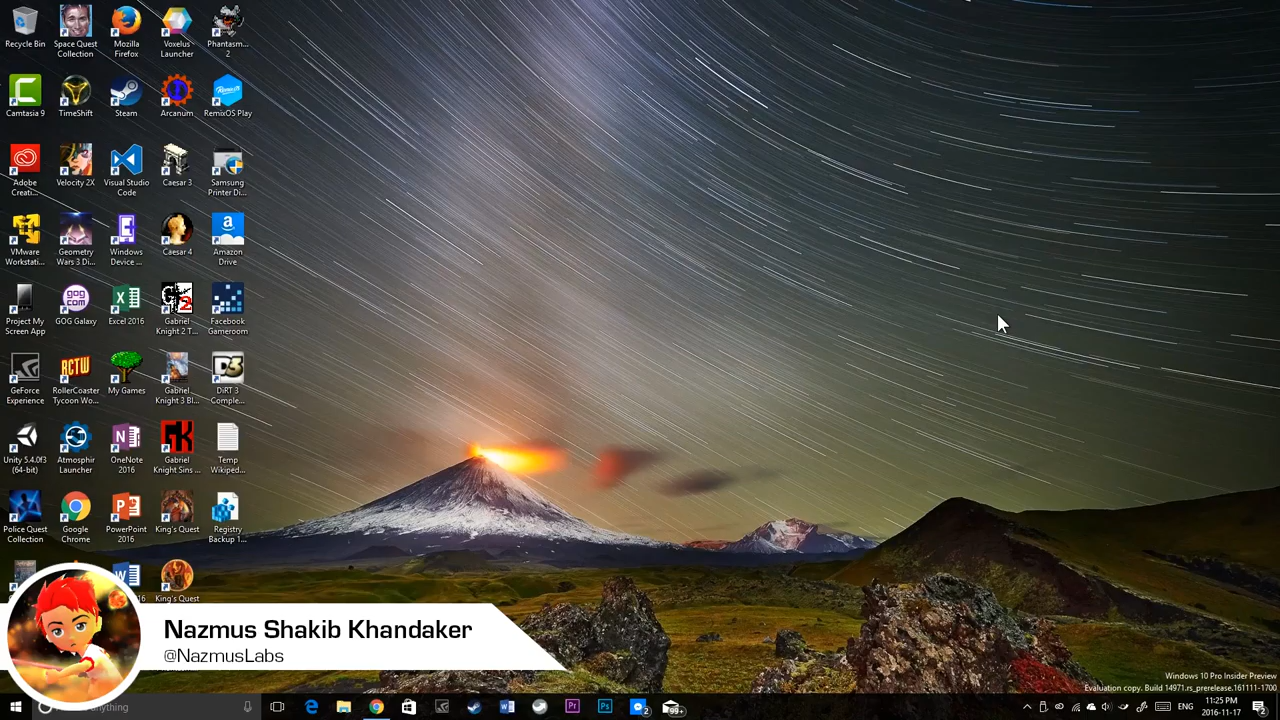 Recycle Bin
Space Quest
Collection
Mozilla
Firefox
Voxelus
Launcher
Phantasm...
2
Camtasia 9
TimeShift
Steam
Arcanum
RemixOS Play
Adobe
Creati...
Velocity 2X
Visual Studio
Code
Caesar 3
Samsung
Printer Di...
VMware
Workstati...
Geometry
Wars 3 Di...
Windows
Device ...
Caesar 4
Amazon
Drive
Project My
Screen App
GOG Galaxy
Excel 2016
Gabriel
Knight 2 T...
Facebook
Gameroom
GeForce
Experience
RollerCoaster
Tycoon Wo...
My Games
Gabriel
Knight 3 Bl...
DiRT 3
Comple...
Unity 5.4.0f3
(64-bit)
Atmosphir
Launcher
OneNote
2016
Gabriel
Knight Sins ...
Temp
Wikiped...
Police Quest
Collection
Google
Chrome
PowerPoint
2016
King's Quest
Registry
Backup 1...
King's Quest
Nazmus Shakib Khandaker
@NazmusLabs
Windows 10 Pro Insider Preview
Evaluation copy. Build 14971.rs_prerelease.161111-1700
anything
99+
ENG
11:25 PM
2016-11-17